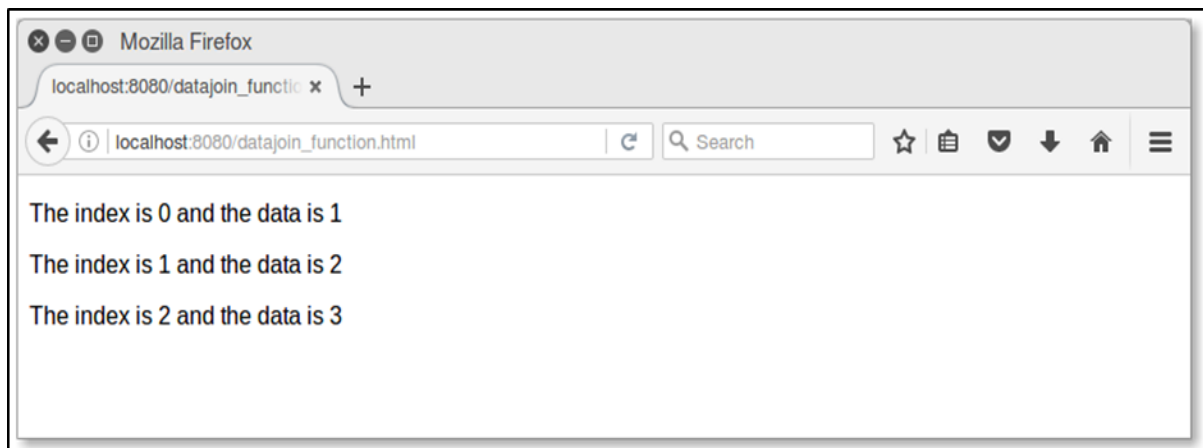 Mozilla Firefox
localhost:8080/datajoin_functio
localhost:8080/datajoin_function.html
Search
The index is 0 and the data is 1
The index is 1 and the data is 2
The index is 2 and the data is 3